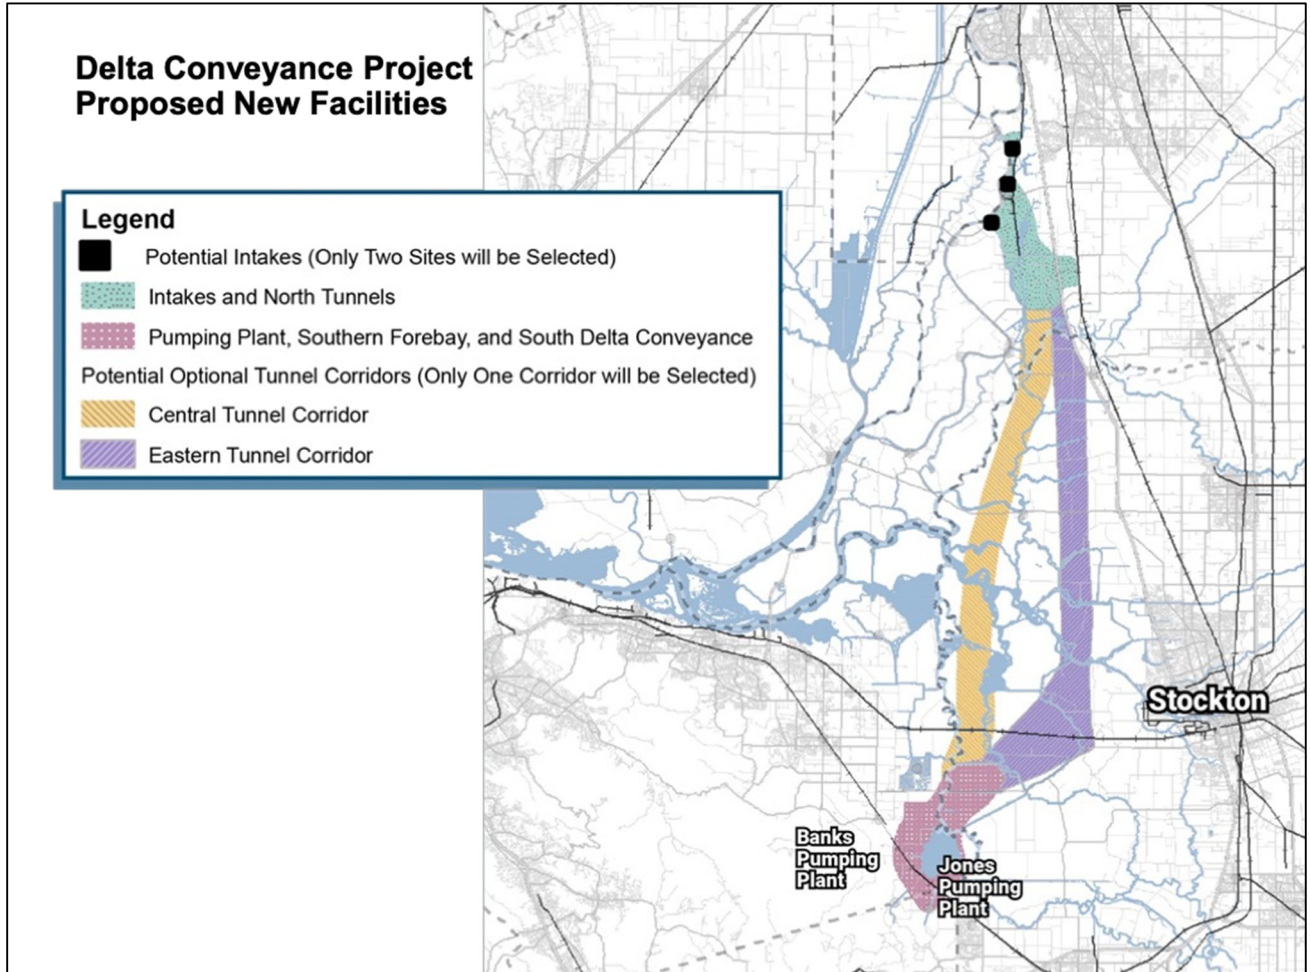 Delta Conveyance Project
Proposed New Facilities
Legend
Potential Intakes (Only Two Sites will be Selected)
Intakes and North Tunnels
Pumping Plant, Southern Forebay, and South Delta Conveyance
Potential Optional Tunnel Corridors (Only One Corridor will be Selected)
Central Tunnel Corridor
Eastern Tunnel Corridor
Stockton
Banks
Pumping
Plant
Jones
Pumping
Plant